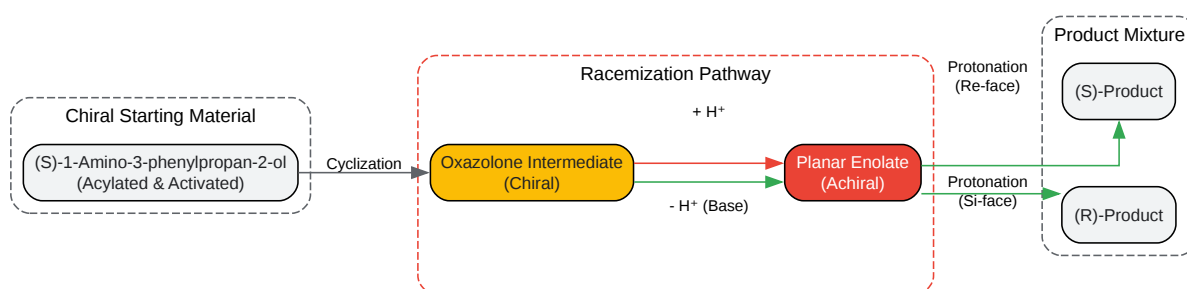 Chiral Starting Material
(S)-1-Amino-3-phenylpropan-2-ol
(Acylated & Activated)
Cyclization
Racemization Pathway
Oxazolone Intermediate
(Chiral)
+ H⁺
- H⁺ (Base)
Planar Enolate
(Achiral)
Protonation
(Re-face)
Protonation
(Si-face)
Product Mixture
(S)-Product
(R)-Product